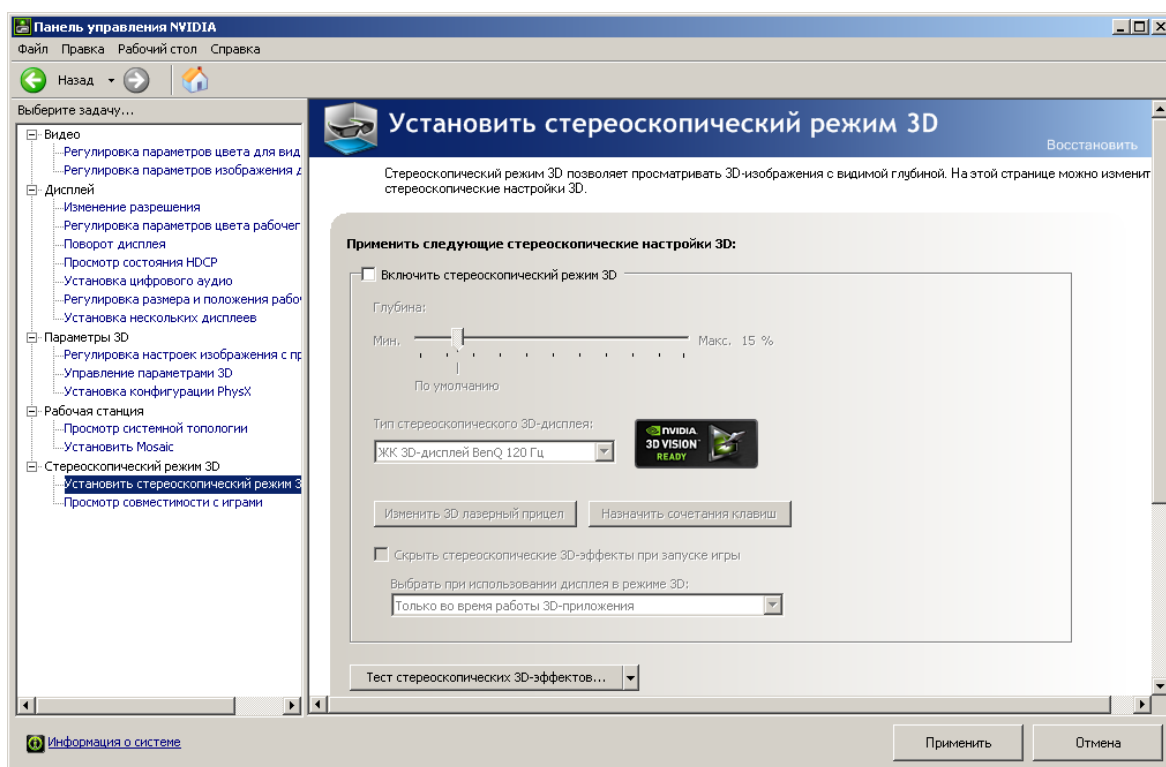 Панель управления NVIDIA
Файл Правка Рабочий стол Справка
Назад
Выберите задачу...
Видео
Регулировка параметров цвета для вид
Регулировка параметров изображения д
Дисплей
Изменение разрешения
Регулировка параметров цвета рабочег
Поворот дисплея
Просмотр состояния HDCP
Установка цифрового аудио
Регулировка размера и положения рабо
Установка нескольких дисплеев
Параметры 3D
Регулировка настроек изображения с пр
Управление параметрами 3D
Установка конфигурации PhysX
Рабочая станция
Просмотр системной топологии
Установить Mosaic
Стереоскопический режим 3D
Установить стереоскопический режим 3
Просмотр совместимости с играми
Установить стереоскопический режим 3D
Восстановить
Стереоскопический режим 3D позволяет просматривать 3D-изображения с видимой глубиной. На этой странице можно изменит
стереоскопические настройки 3D.
Применить следующие стереоскопические настройки 3D:
Включить стереоскопический режим 3D
Глубина:
Мин. Макс. 15 %
По умолчанию
Тип стереоскопического 3D-дисплея:
ЖК 3D-дисплей BenQ 120 Гц
NVIDIA
3D VISION
READY
Изменить 3D лазерный прицел Назначить сочетания клавиш
Скрыть стереоскопические 3D-эффекты при запуске игры
Выбрать при использовании дисплея в режиме 3D:
Только во время работы 3D-приложения
Тест стереоскопических 3D-эффектов...
Информация о системе
Применить Отмена